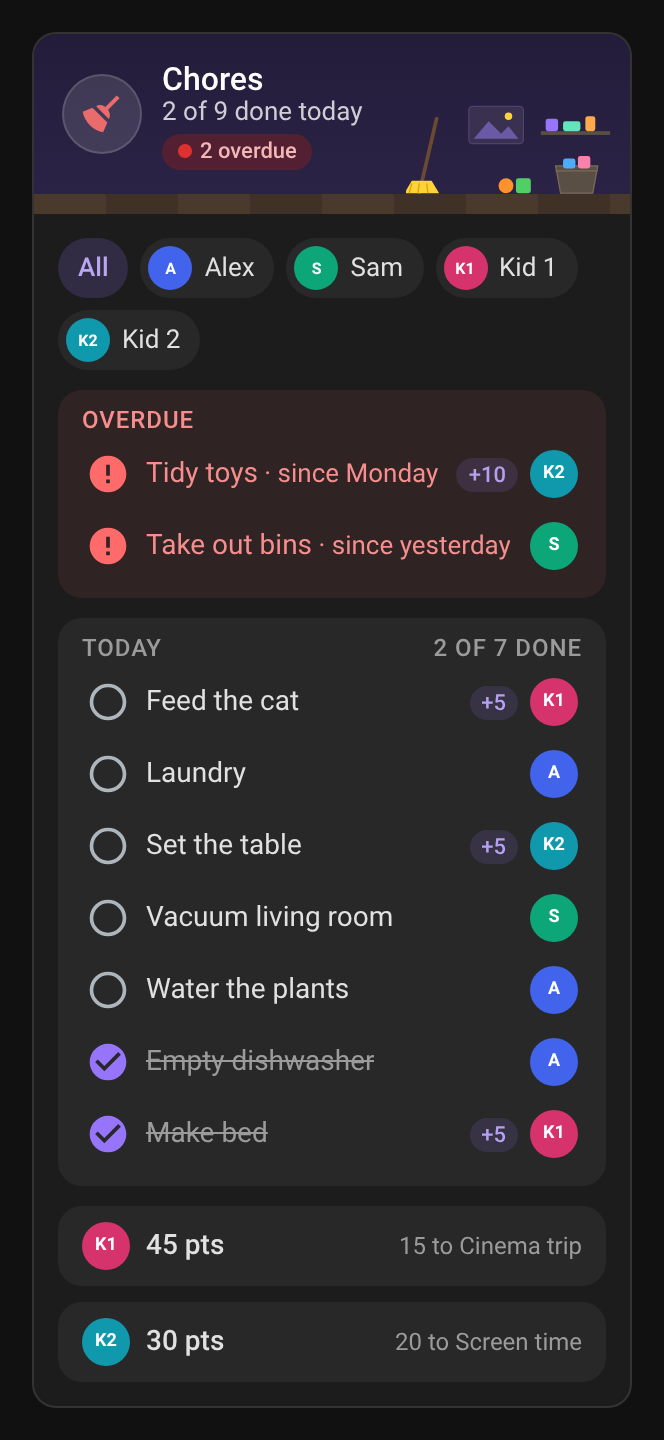 Chores
2 of 9 done today
2 overdue
All
A Alex
S Sam
K1 Kid 1
K2 Kid 2
OVERDUE
Tidy toys · since Monday +10 K2
Take out bins · since yesterday S
TODAY 2 OF 7 DONE
Feed the cat +5 K1
Laundry A
Set the table +5 K2
Vacuum living room S
Water the plants A
Empty dishwasher A
Make bed +5 K1
K1 45 pts 15 to Cinema trip
K2 30 pts 20 to Screen time